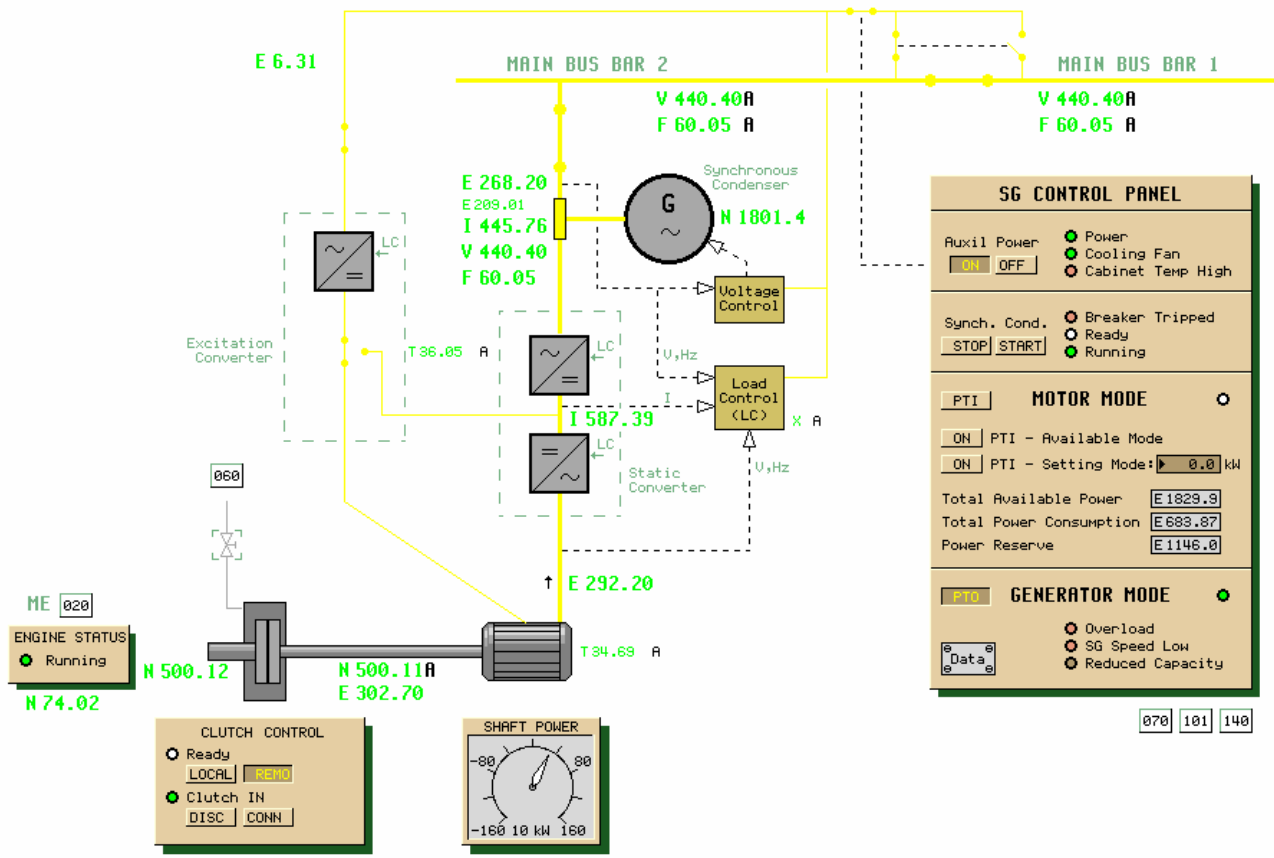 E 6.31
MAIN BUS BAR 2
MAIN BUS BAR 1
V 440.40A
F 60.05 A
V 440.40A
F 60.05 A
E 268.20
E 209.01
I 445.76
V 440.40
F 60.05
Synchronous
Condenser
G
N 1801.4
LC
Excitation
Converter
T 36.05 A
Voltage
Control
V,Hz
LC
I
Load
Control
(LC)
X A
I 587.39
LC
Static
Converter
V,Hz
060
E 292.20
ME 020
ENGINE STATUS
Running
N 74.02
N 500.12
N 500.11A
E 302.70
T 34.69 A
CLUTCH CONTROL
Ready
LOCAL REMO
Clutch IN
DISC CONN
SHAFT POWER
-80 80
-160 10 kW 160
SG CONTROL PANEL
Auxil Power
ON OFF
Power
Cooling Fan
Cabinet Temp High
Synch. Cond.
STOP START
Breaker Tripped
Ready
Running
PTI MOTOR MODE
ON PTI - Available Mode
ON PTI - Setting Mode: 0.0 kW
Total Available Power E 1829.9
Total Power Consumption E 683.87
Power Reserve E 1146.0
PTO GENERATOR MODE
Data
Overload
SG Speed Low
Reduced Capacity
070 101 140